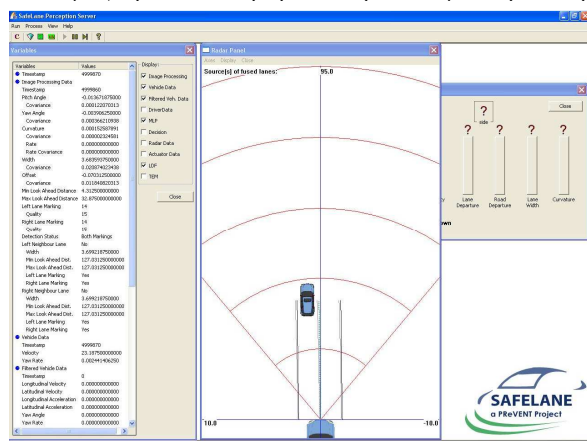 SafeLane Perception Server
Run Process View Help
Variables
Variables Values
Timestamp 4999870
Image Processing Data
Timestamp 4999860
Pitch Angle -0.013671875000
Covariance 0.000122070313
Yaw Angle -0.003906250000
Covariance 0.000366210938
Curvature 0.000152587891
Covariance 0.000002324581
Rate 0.000000000000
Rate Covariance 0.000000000000
Width 3.683593750000
Covariance 0.020874023438
Offset -0.070312500000
Covariance 0.011840820313
Min Look Ahead Distance 4.312500000000
Max Look Ahead Distance 32.875000000000
Left Lane Marking 14
Quality 15
Right Lane Marking 14
Quality 15
Detection Status Both Markings
Left Neighbour Lane No
Width 3.699218750000
Min Look Ahead Dist. 127.031250000000
Max Look Ahead Dist. 127.031250000000
Left Lane Marking Yes
Right Lane Marking Yes
Right Neighbour Lane No
Width 3.699218750000
Min Look Ahead Dist. 127.031250000000
Max Look Ahead Dist. 127.031250000000
Left Lane Marking Yes
Right Lane Marking Yes
Vehicle Data
Timestamp 4999870
Velocity 23.187500000000
Yaw Rate 0.002441406250
Filtered Vehicle Data
Timestamp 0
Longitudinal Velocity 0.000000000000
Latitudinal Velocity 0.000000000000
Longitudinal Acceleration 0.000000000000
Latitudinal Acceleration 0.000000000000
Yaw Angle 0.000000000000
Yaw Rate 0.000000000000
Display:
Image Processing
Vehicle Data
Filtered Veh. Data
DriverData
MLP
Decision
Radar Data
Actuator Data
LDF
TEM
Close
Radar Panel
Axes Display Close
Source(s) of fused lanes:
95.0
10.0 -10.0
?
side
Close
? ? ? ?
Lane Departure
Road Departure
Lane Width
Curvature
SAFELANE
a PReVENT Project